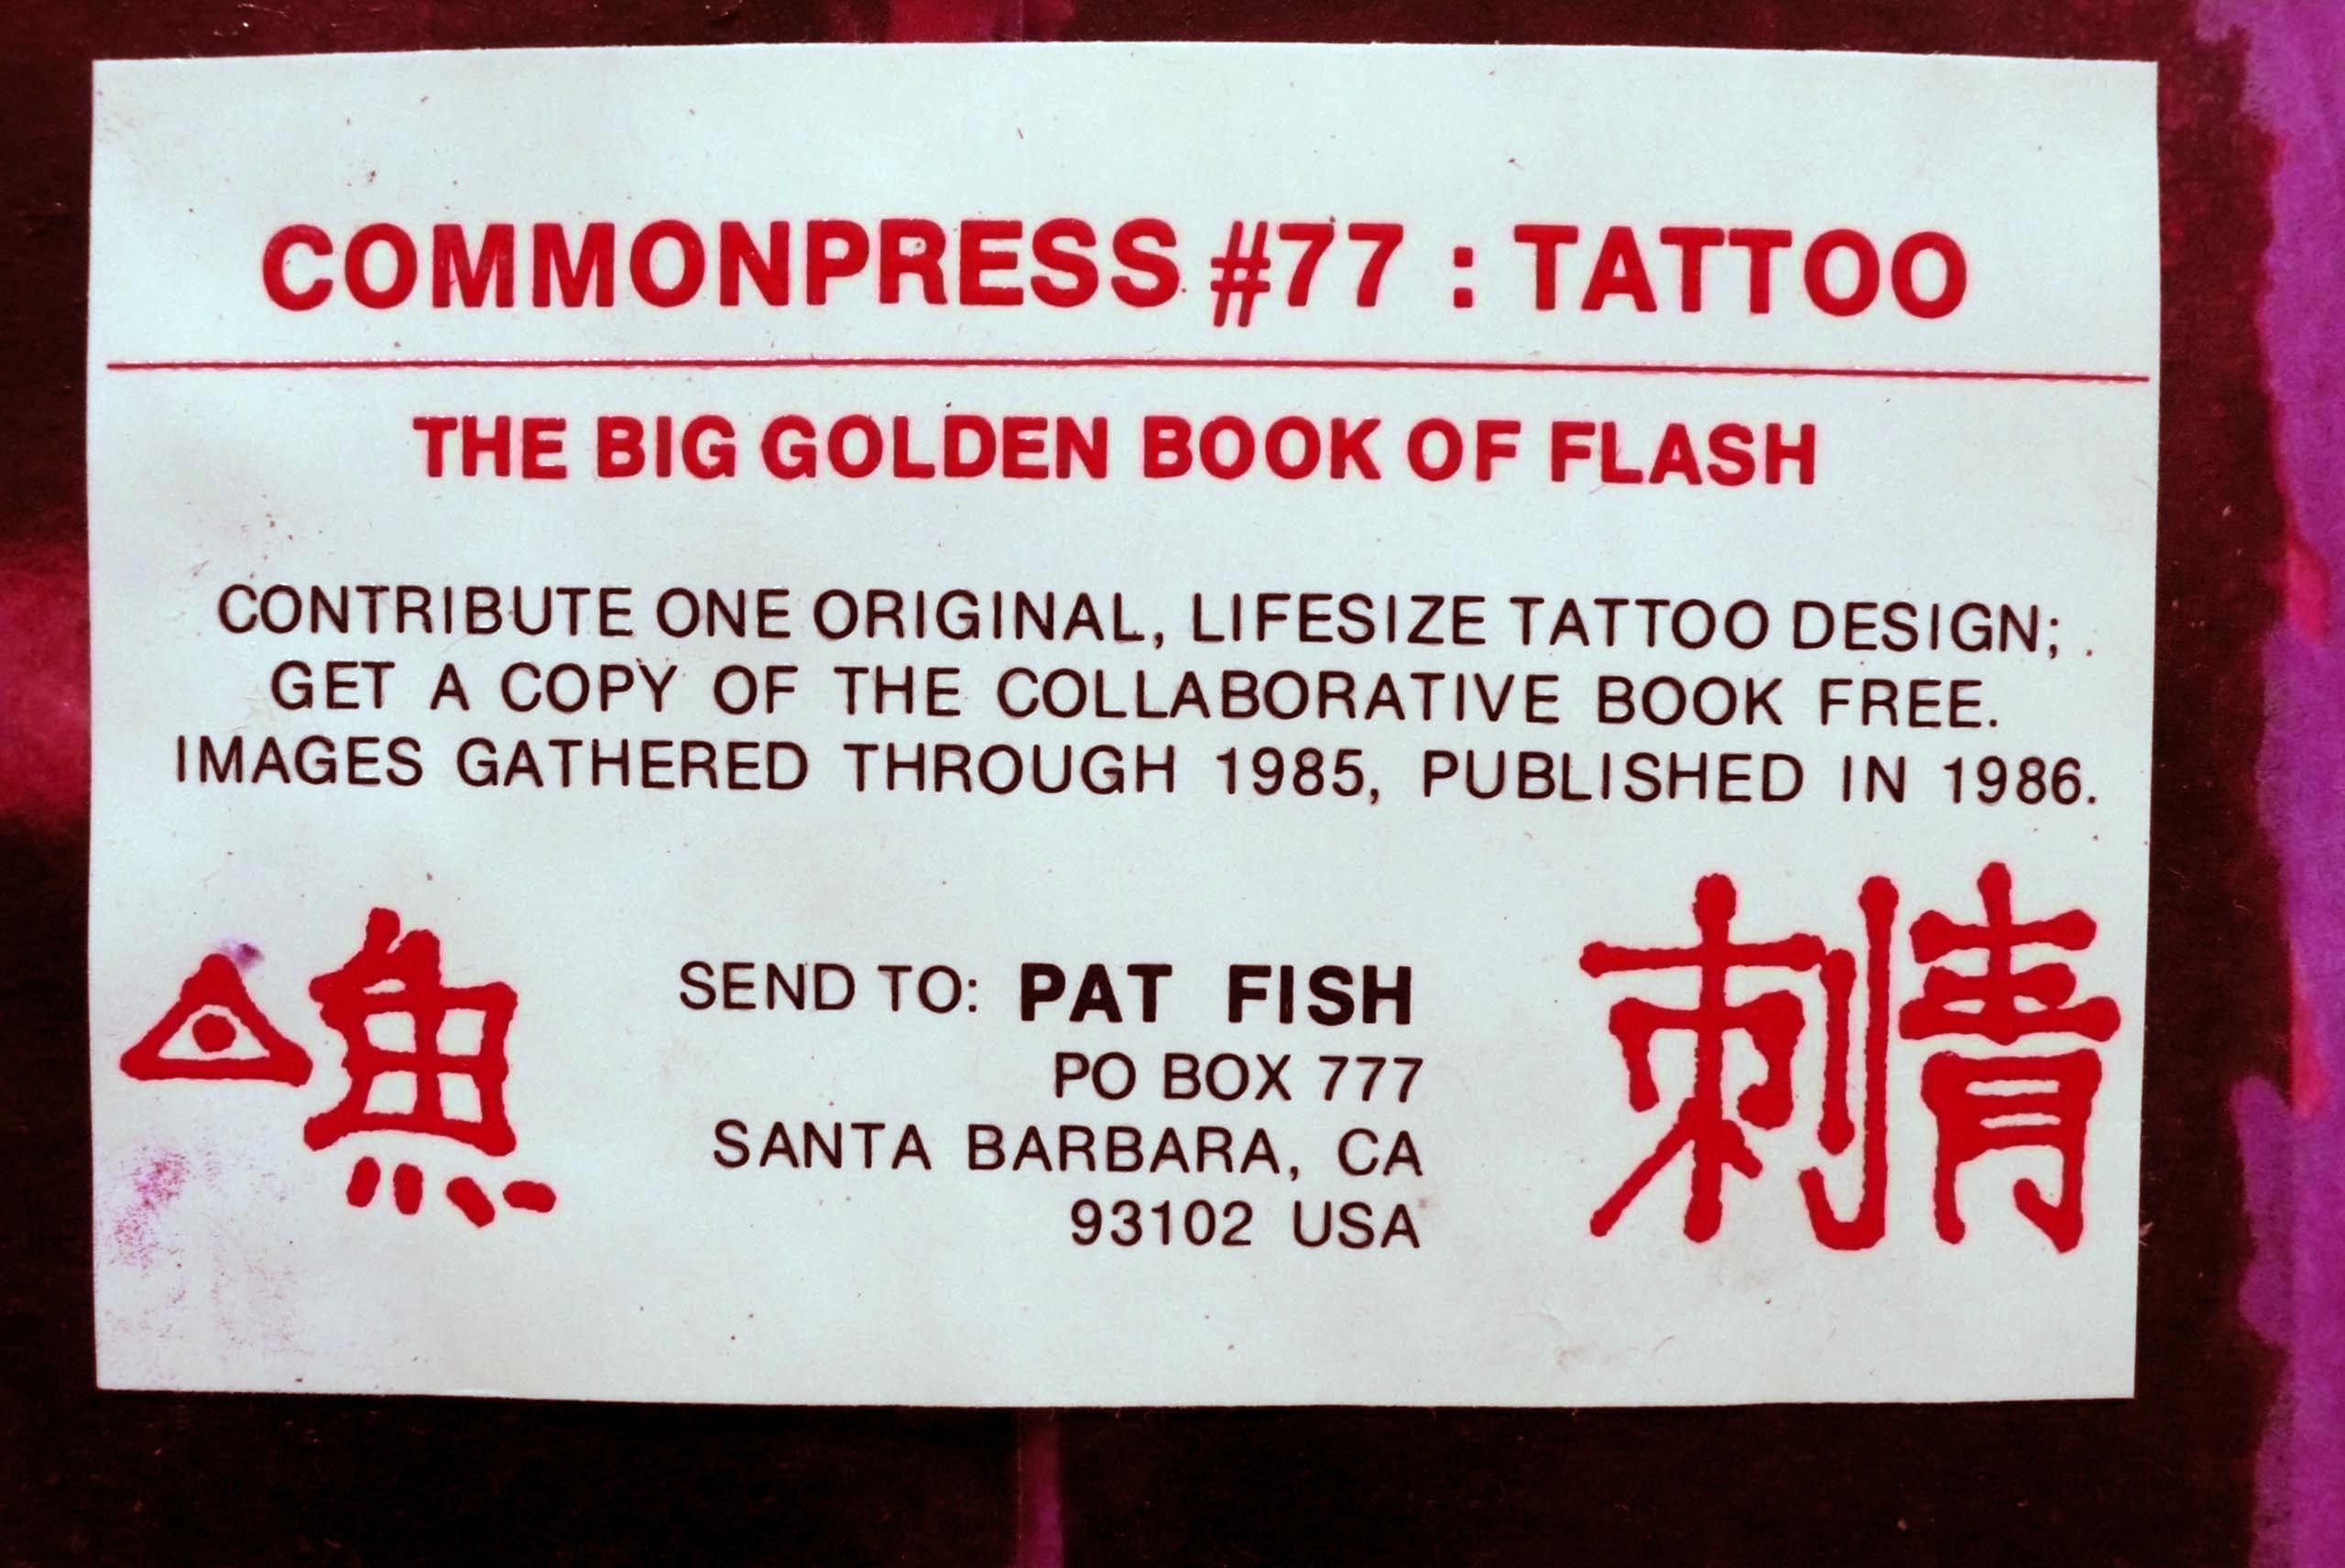 COMMONPRESS #77 : TATTOO
THE BIG GOLDEN BOOK OF FLASH
CONTRIBUTE ONE ORIGINAL, LIFESIZE TATTOO DESIGN;
GET A COPY OF THE COLLABORATIVE BOOK FREE.
IMAGES GATHERED THROUGH 1985, PUBLISHED IN 1986.
魚
SEND TO: PAT FISH
PO BOX 777
SANTA BARBARA, CA
93102 USA
刺青